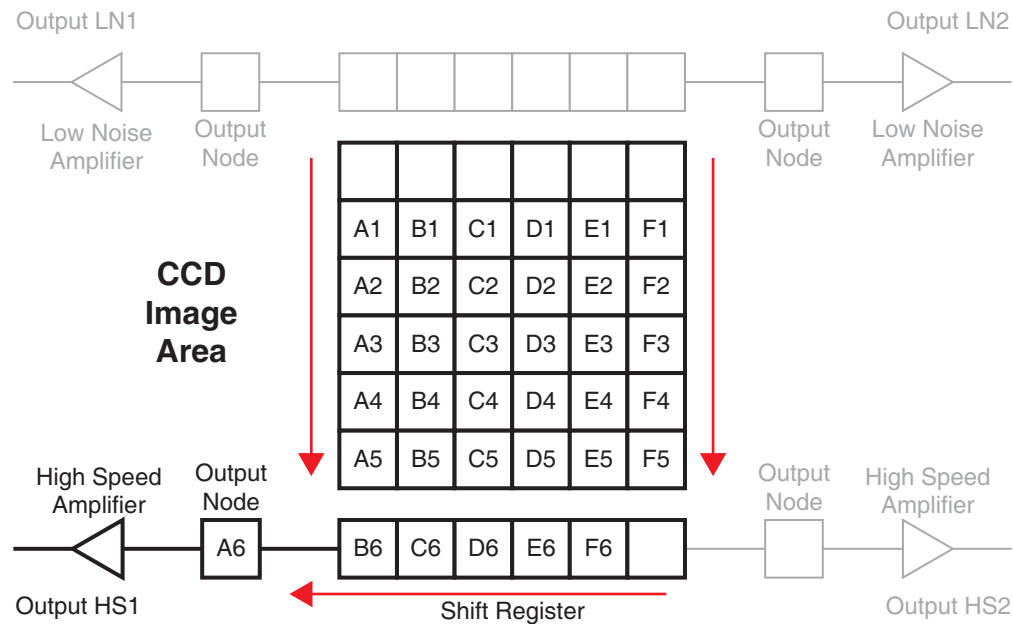 Output LN1
Output LN2
Low Noise
Amplifier
Output
Node
Output
Node
Low Noise
Amplifier
CCD
Image
Area
A1 B1 C1 D1 E1 F1
A2 B2 C2 D2 E2 F2
A3 B3 C3 D3 E3 F3
A4 B4 C4 D4 E4 F4
A5 B5 C5 D5 E5 F5
High Speed
Amplifier
Output
Node
Output
Node
High Speed
Amplifier
A6 B6 C6 D6 E6 F6
Output HS1
Shift Register
Output HS2